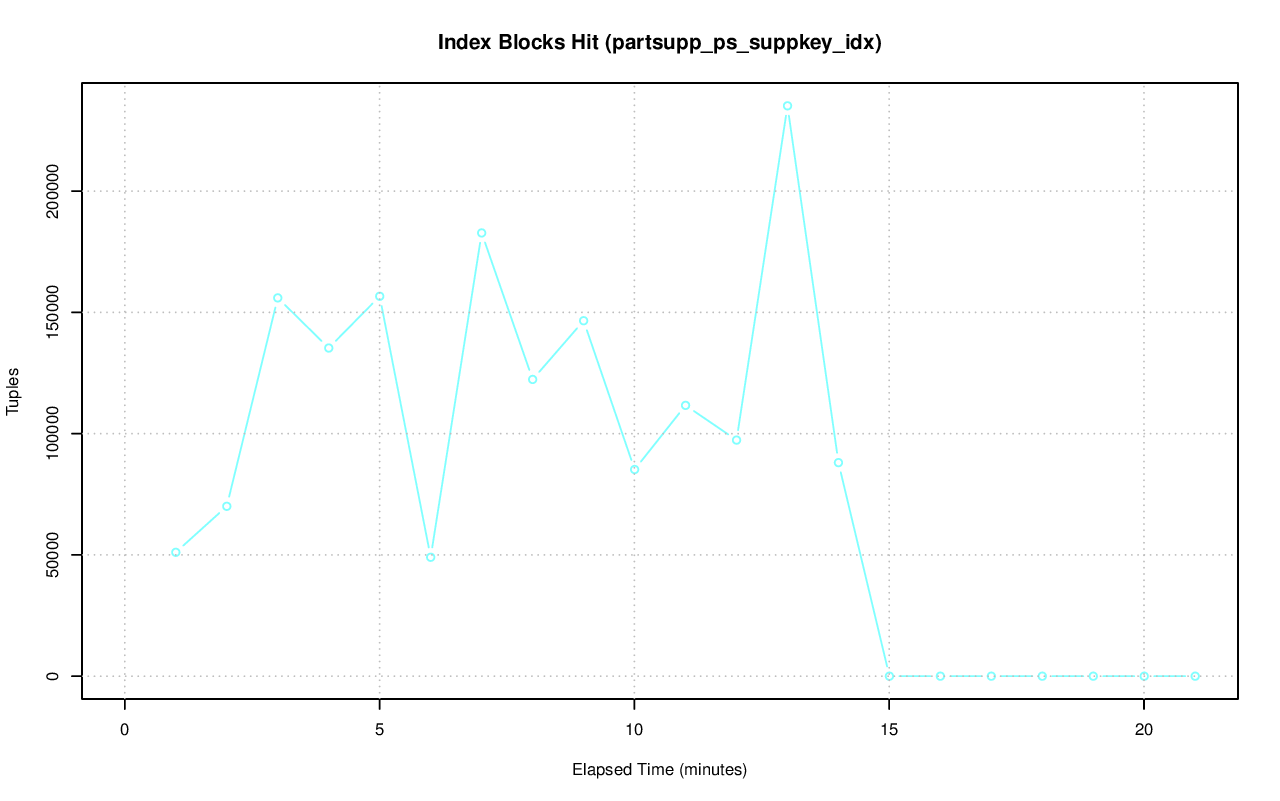 Index Blocks Hit (partsupp_ps_suppkey_idx)
Tuples
200000
150000
100000
50000
0
0 5 10 15 20
Elapsed Time (minutes)